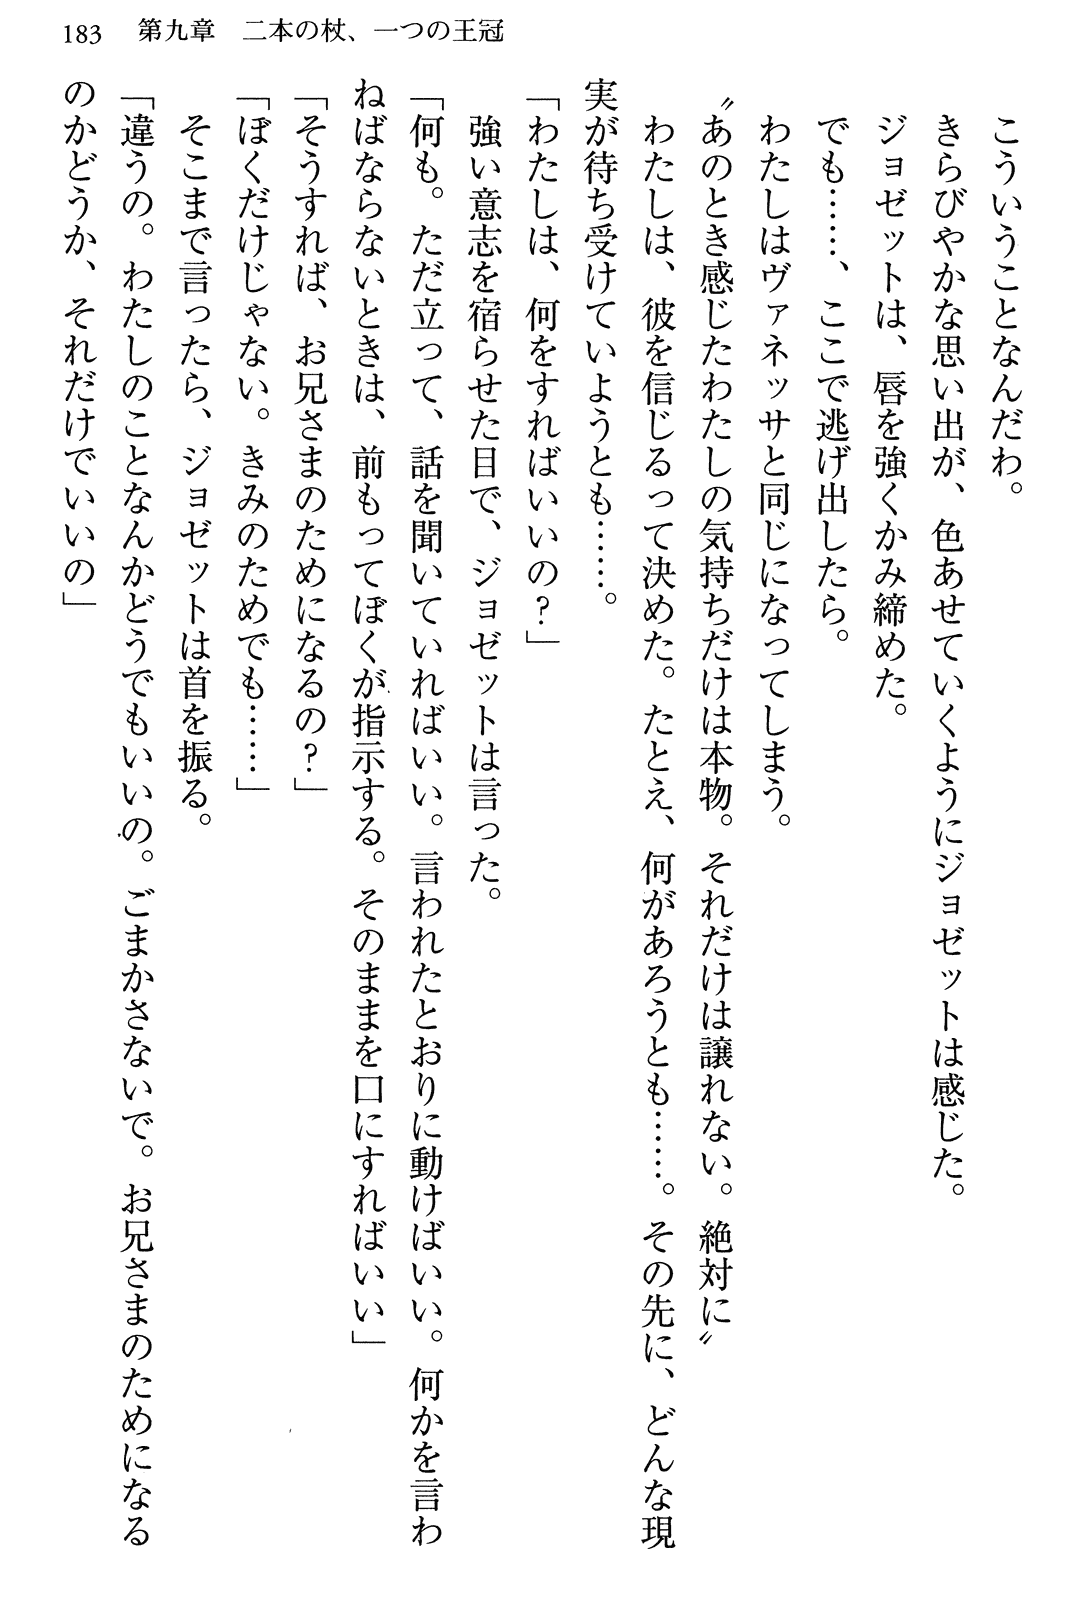 183　第九章　二本の杖、一つの王冠
　こういうことなんだわ。
　きらびやかな思い出が、色あせていくようにジョゼットは感じた。
　ジョゼットは、唇を強くかみ締めた。
　でも……、ここで逃げ出したら。
　わたしはヴァネッサと同じになってしまう。
〝あのとき感じたわたしの気持ちだけは本物。それだけは譲れない。絶対に〟
　わたしは、彼を信じるって決めた。たとえ、何があろうとも……。その先に、どんな現
実が待ち受けていようとも……。
「わたしは、何をすればいいの？」
　強い意志を宿らせた目で、ジョゼットは言った。
「何も。ただ立って、話を聞いていればいい。言われたとおりに動けばいい。何かを言わ
ねばならないときは、前もってぼくが指示する。そのままを口にすればいい」
「そうすれば、お兄さまのためになるの？」
「ぼくだけじゃない。きみのためでも……」
　そこまで言ったら、ジョゼットは首を振る。
「違うの。わたしのことなんかどうでもいいの。ごまかさないで。お兄さまのためになる
のかどうか、それだけでいいの」